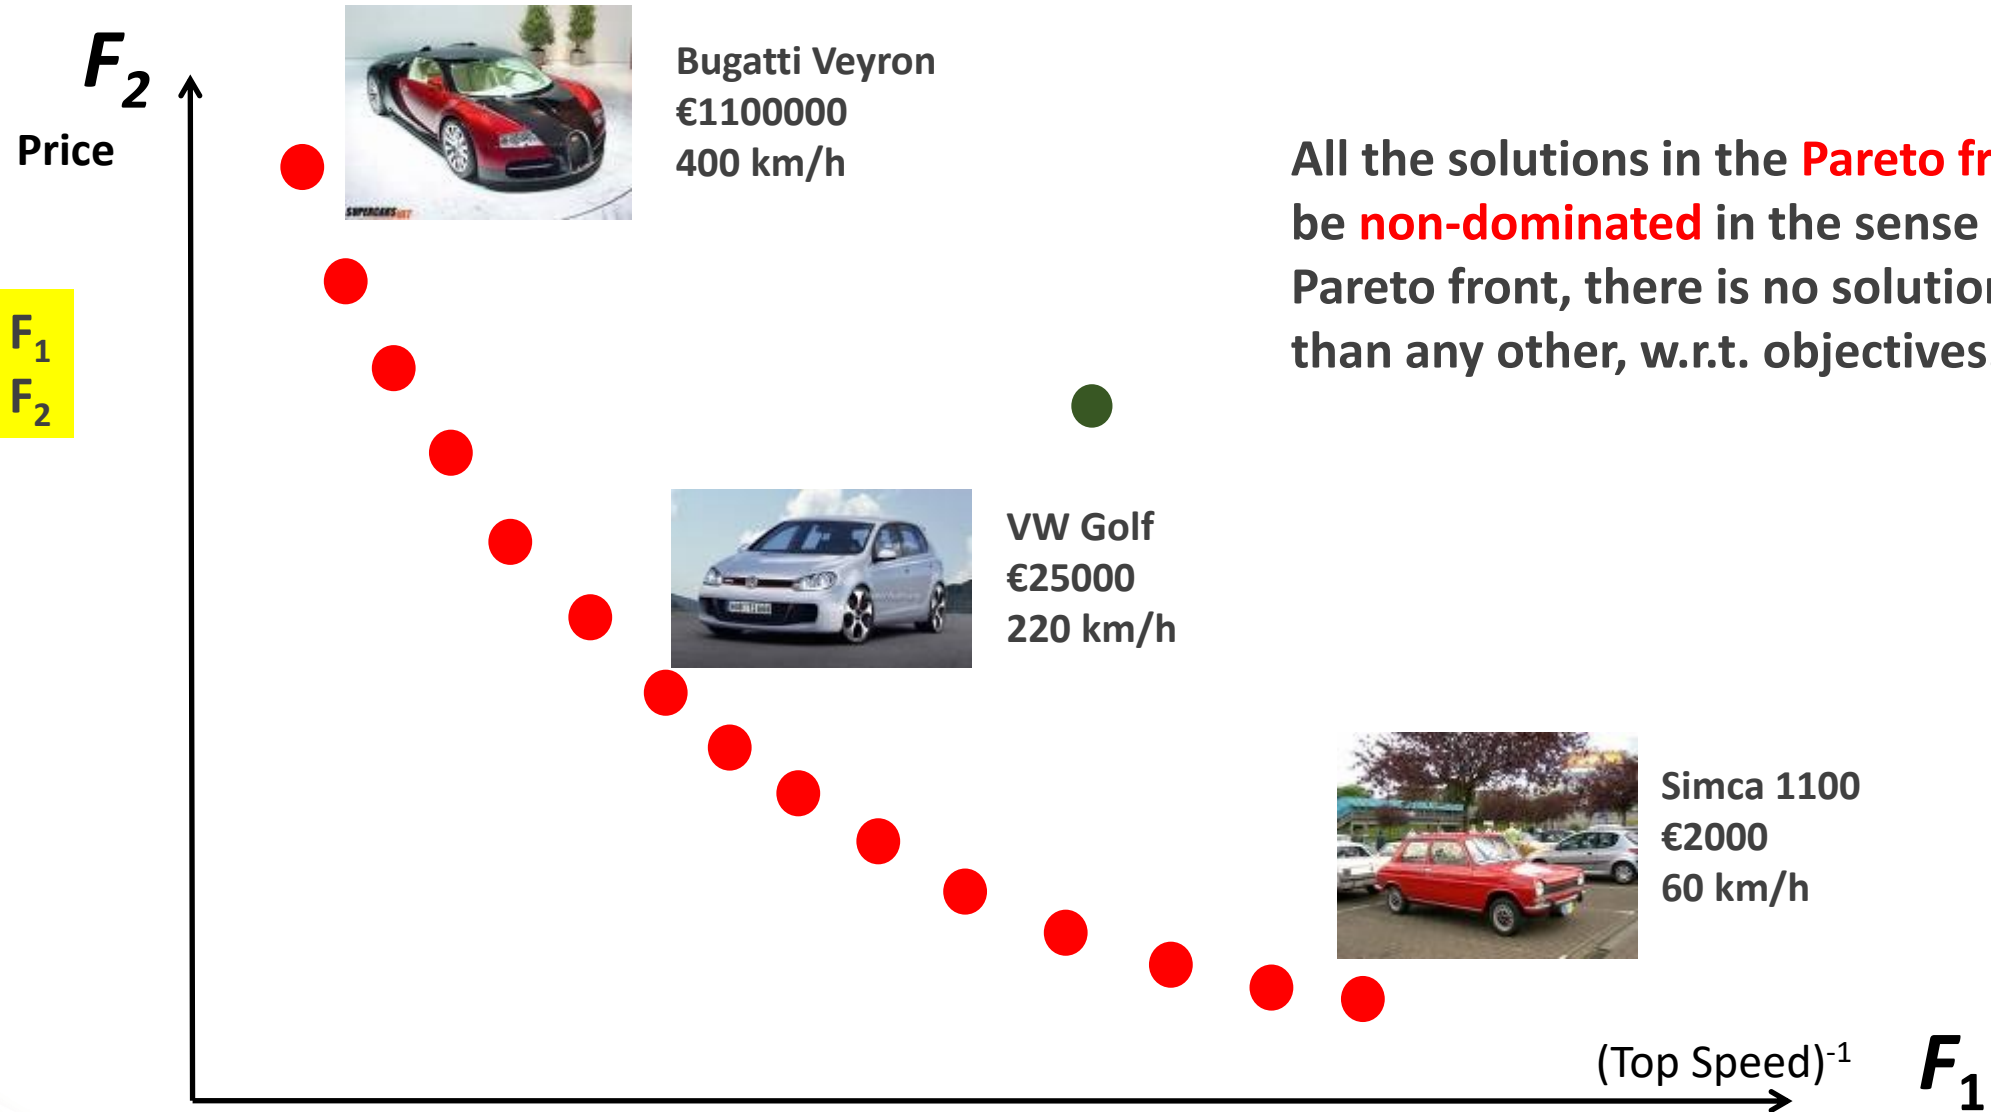 F₂
Price
Bugatti Veyron
€1100000
400 km/h
All the solutions in the Pareto fr
be non-dominated in the sense
Pareto front, there is no solution
than any other, w.r.t. objectives
F₁
F₂
VW Golf
€25000
220 km/h
Simca 1100
€2000
60 km/h
(Top Speed)⁻¹
F₁